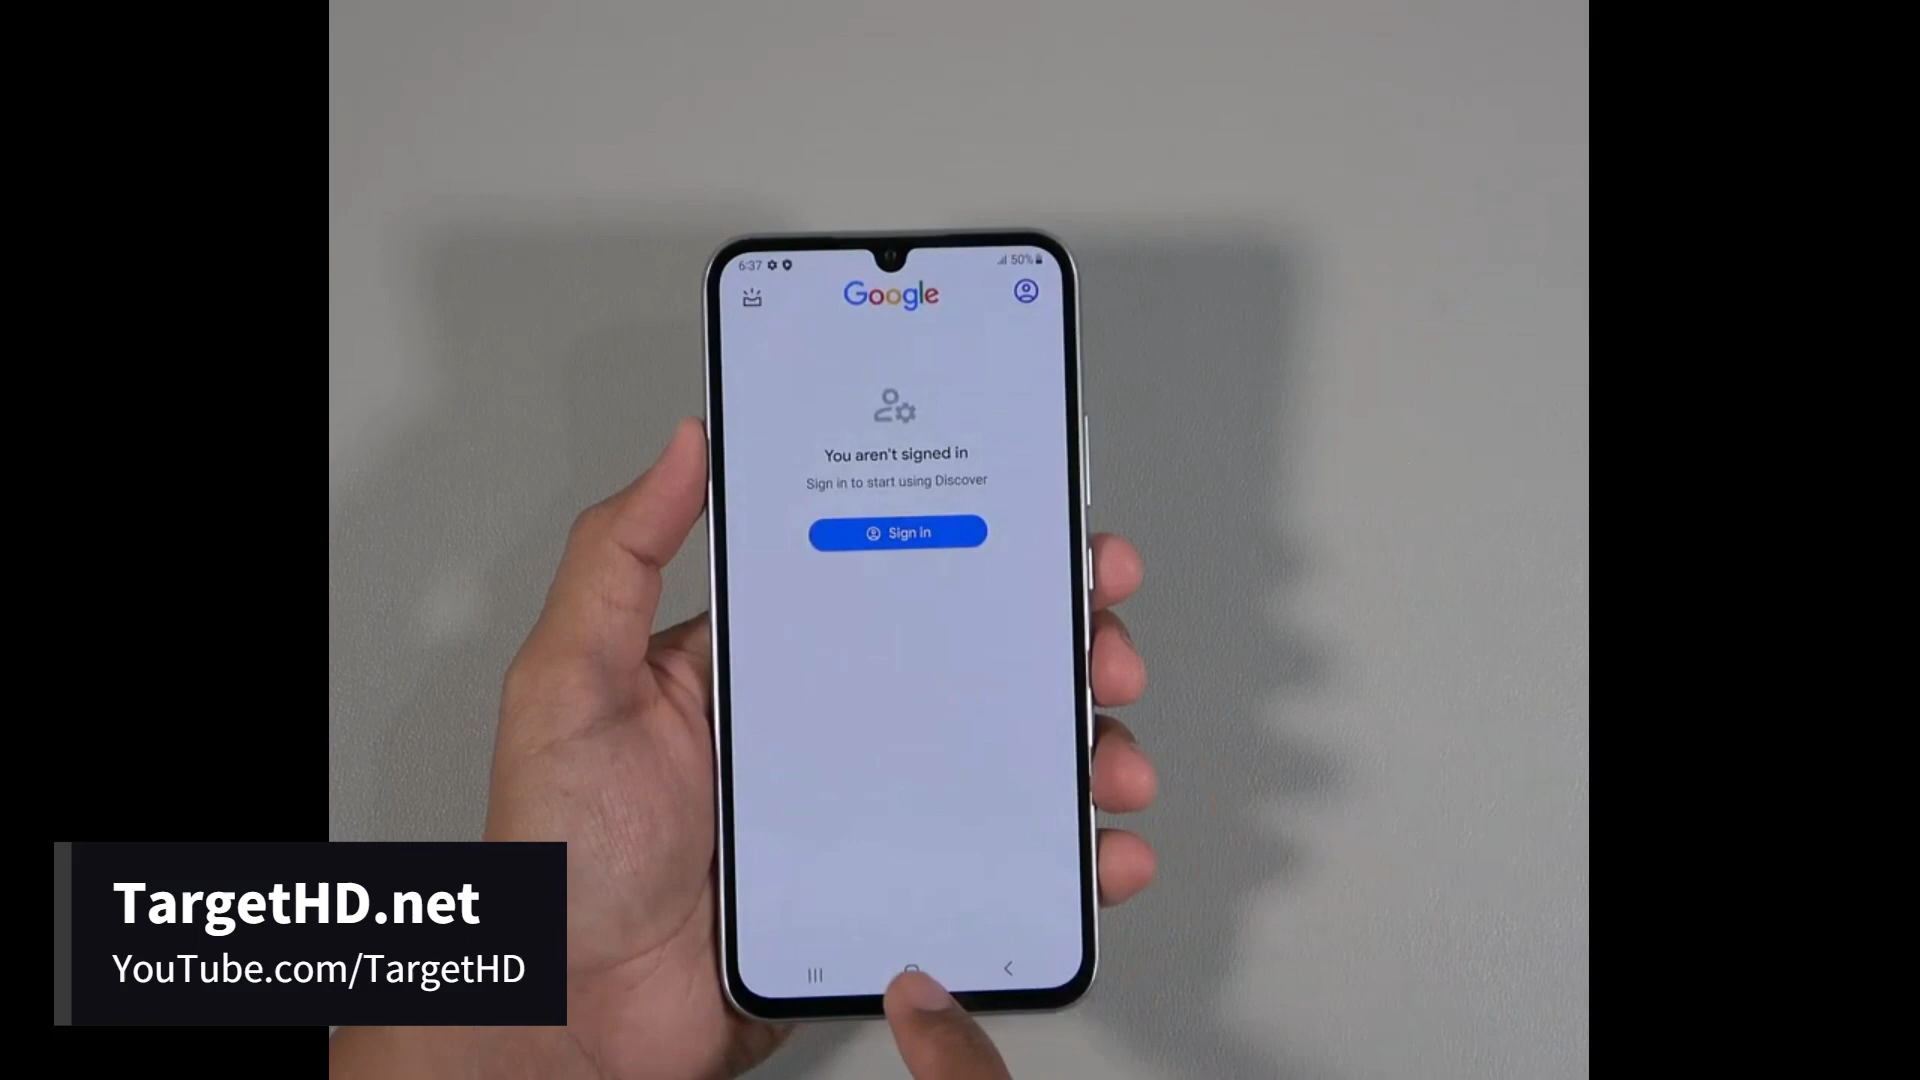 6:37
50%
Google
You aren't signed in
Sign in to start using Discover
Sign in
TargetHD.net
YouTube.com/TargetHD